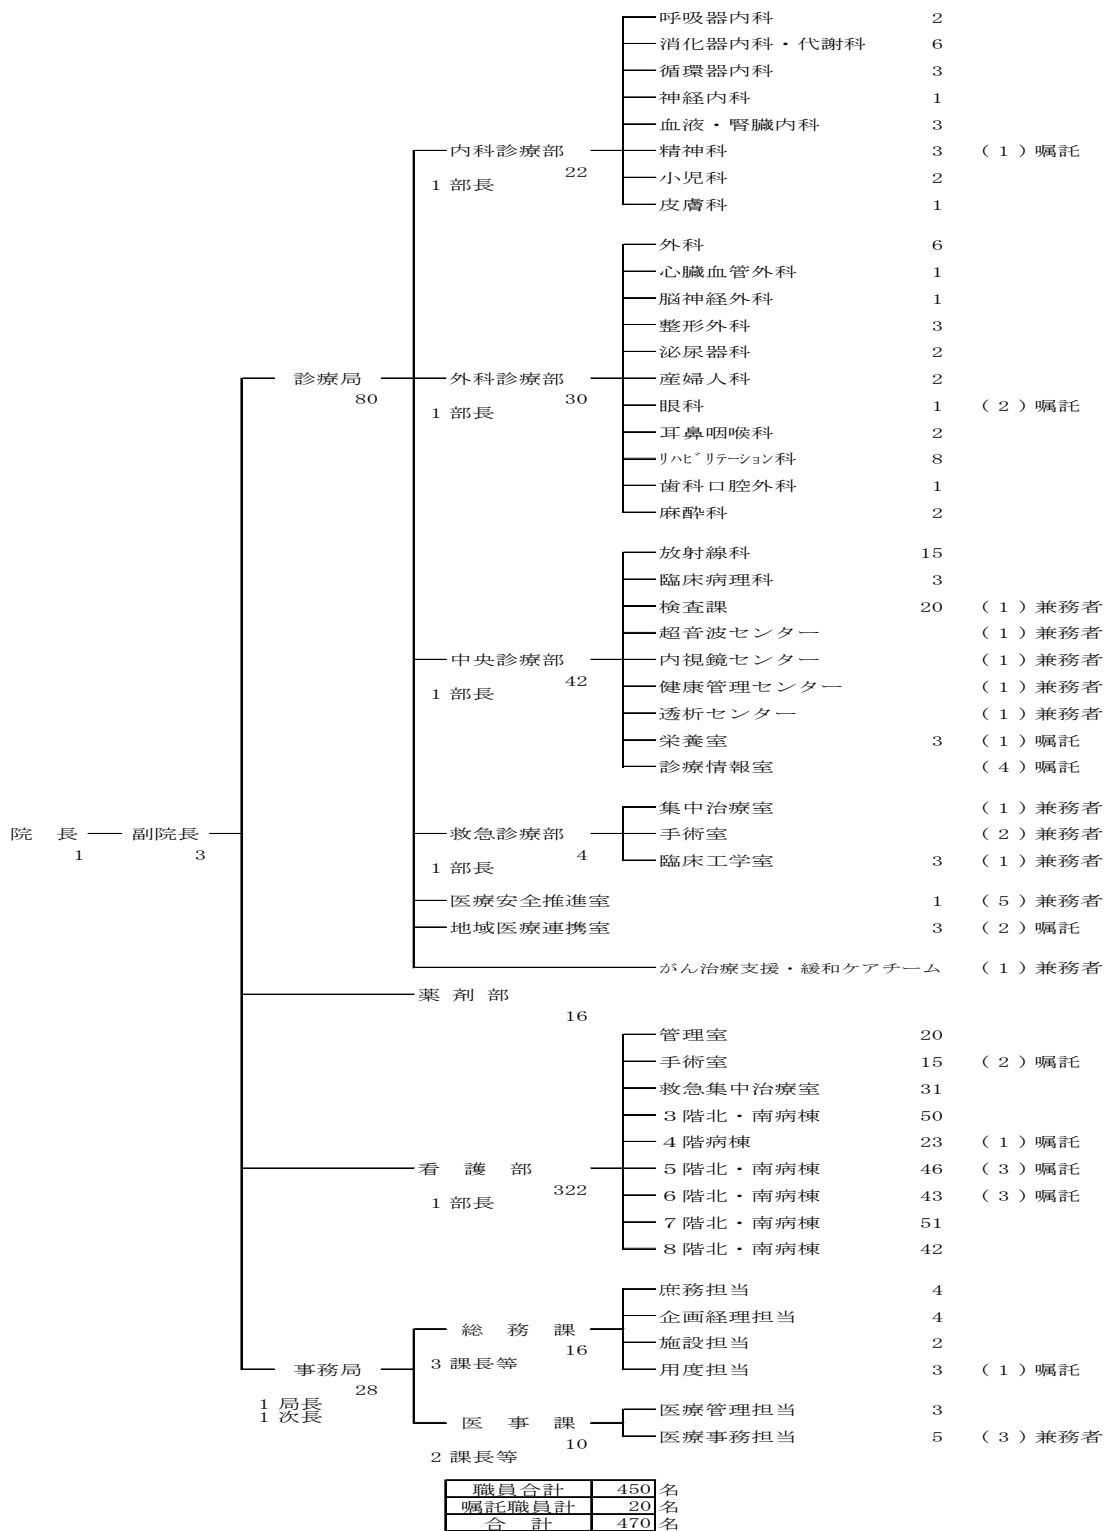 呼吸器内科 2
消化器内科・代謝科 6
循環器内科 3
神経内科 1
血液・腎臓内科 3
内科診療部 22
1 部長
精神科 3 (1)嘱託
小児科 2
皮膚科 1
外科 6
心臓血管外科 1
脳神経外科 1
整形外科 3
泌尿器科 2
診療局 80
外科診療部 30
1 部長
産婦人科 2
眼科 1 (2)嘱託
耳鼻咽喉科 2
リハビリテーション科 8
歯科口腔外科 1
麻酔科 2
放射線科 15
臨床病理科 3
検査課 20 (1)兼務者
超音波センター (1)兼務者
中央診療部 42
1 部長
内視鏡センター (1)兼務者
健康管理センター (1)兼務者
透析センター (1)兼務者
栄養室 3 (1)嘱託
診療情報室 (4)嘱託
集中治療室 (1)兼務者
院 長 1
副院長 3
救急診療部 4
1 部長
手術室 (2)兼務者
臨床工学室 3 (1)兼務者
医療安全推進室 1 (5)兼務者
地域医療連携室 3 (2)嘱託
がん治療支援・緩和ケアチーム (1)兼務者
薬 剤 部 16
管理室 20
手術室 15 (2)嘱託
救急集中治療室 31
3階北・南病棟 50
4階病棟 23 (1)嘱託
看 護 部 322
1 部長
5階北・南病棟 46 (3)嘱託
6階北・南病棟 43 (3)嘱託
7階北・南病棟 51
8階北・南病棟 42
庶務担当 4
企画経理担当 4
総 務 課 16
3 課長等
施設担当 2
用度担当 3 (1)嘱託
事務局 28
1 局長
1 次長
医療管理担当 3
医 事 課 10
2 課長等
医療事務担当 5 (3)兼務者
職員合計 450 名
嘱託職員計 20 名
合 計 470 名